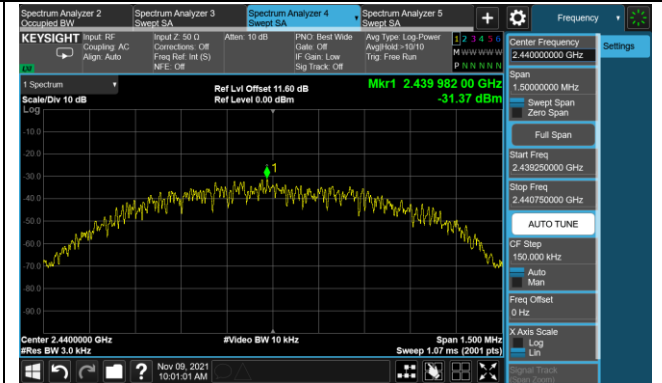 Spectrum Analyzer 2
Occupied BW
Spectrum Analyzer 3
Swept SA
Spectrum Analyzer 4
Swept SA
Spectrum Analyzer 5
Swept SA
+
Frequency
KEYSIGHT
Input: RF
Coupling: AC
Align: Auto
Input Z: 50 Ω
Corrections: Off
Freq Ref: Int (S)
NFE: Off
Atten: 10 dB
PNO: Best Wide
Gate: Off
IF Gain: Low
Sig Track: Off
Avg Type: Log-Power
Avg|Hold:>10/10
Trig: Free Run
1 2 3 4 5 6
M W W W W W
P N N N N N
1 Spectrum
Scale/Div 10 dB
Ref Lvl Offset 11.60 dB
Ref Level 0.00 dBm
Mkr1 2.439 982 00 GHz
-31.37 dBm
Log
-10.0
-20.0
-30.0
-40.0
-50.0
-60.0
-70.0
-80.0
-90.0
1
Center 2.4400000 GHz
#Res BW 3.0 kHz
#Video BW 10 kHz
Span 1.500 MHz
Sweep 1.07 ms (2001 pts)
Center Frequency
2.440000000 GHz
Settings
Span
1.50000000 MHz
Swept Span
Zero Span
Full Span
Start Freq
2.439250000 GHz
Stop Freq
2.440750000 GHz
AUTO TUNE
CF Step
150.000 kHz
Auto
Man
Freq Offset
0 Hz
X Axis Scale
Log
Lin
Signal Track
(Span Zoom)
?
Nov 09, 2021
10:01:01 AM